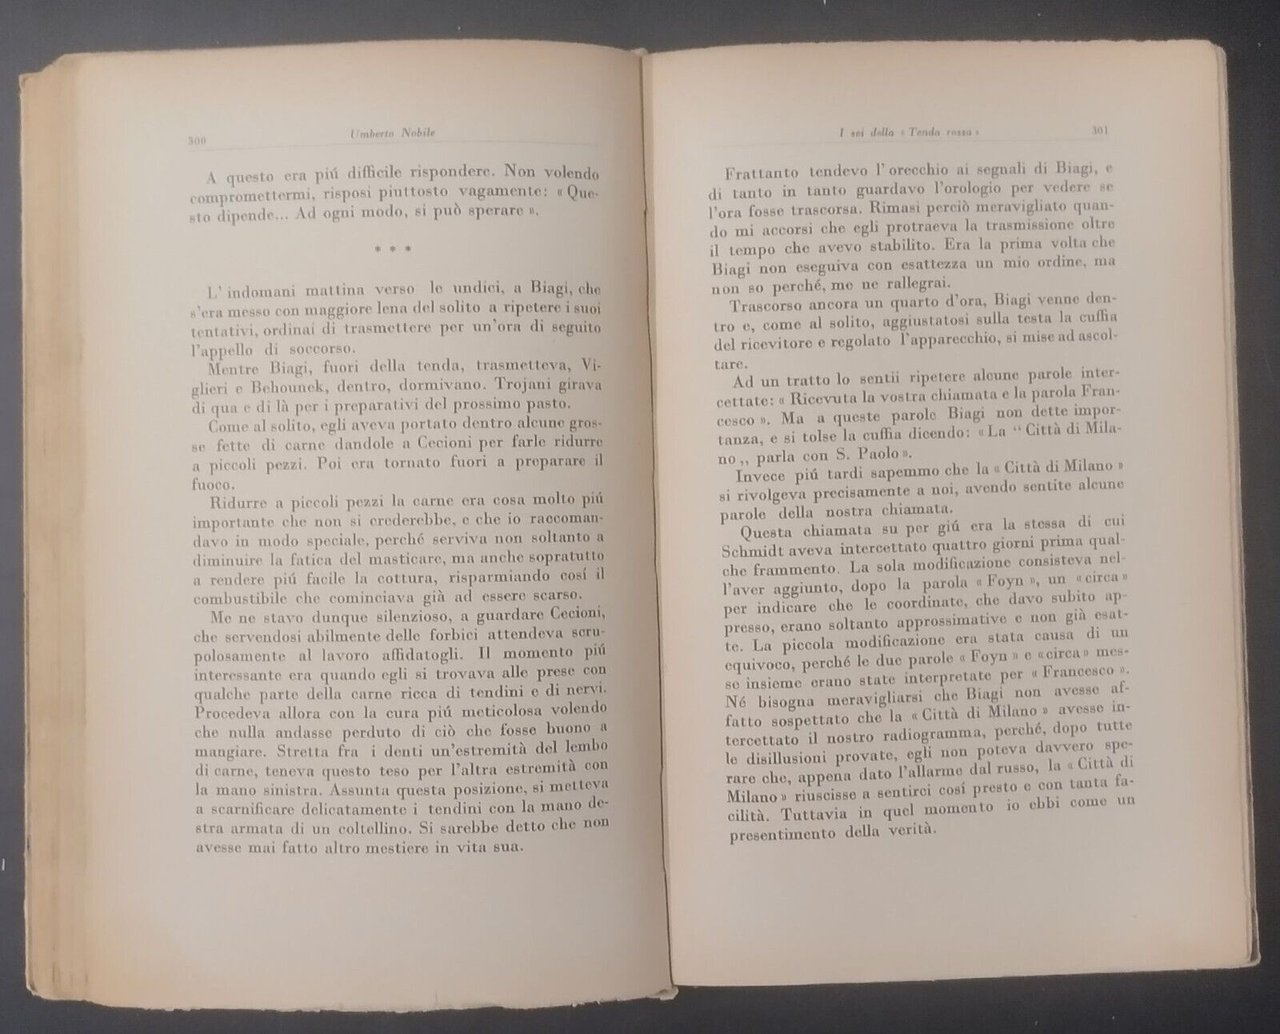 300
Umberto Nobile
A questo era piú difficile rispondere. Non volendo
compromettermi, risposi piuttosto vagamente: « Que-
sto dipende... Ad ogni modo, si può sperare ».
* * *
L' indomani mattina verso le undici, a Biagi, che
s'era messo con maggiore lena del solito a ripetere i suoi
tentativi, ordinai di trasmettere per un'ora di seguito
l'appello di soccorso.
Mentre Biagi, fuori della tenda, trasmetteva, Vi-
glieri e Behounek, dentro, dormivano. Trojani girava
di qua e di là per i preparativi del prossimo pasto.
Come al solito, egli aveva portato dentro alcune gros-
se fette di carne dandole a Cecioni per farle ridurre
a piccoli pezzi. Poi era tornato fuori a preparare il
fuoco.
Ridurre a piccoli pezzi la carne era cosa molto piú
importante che non si crederebbe, e che io raccoman-
davo in modo speciale, perché serviva non soltanto a
diminuire la fatica del masticare, ma anche sopratutto
a rendere piú facile la cottura, risparmiando cosí il
combustibile che cominciava già ad essere scarso.
Me ne stavo dunque silenzioso, a guardare Cecioni,
che servendosi abilmente delle forbici attendeva scru-
polosamente al lavoro affidatogli. Il momento piú
interessante era quando egli si trovava alle prese con
qualche parte della carne ricca di tendini e di nervi.
Procedeva allora con la cura piú meticolosa volendo
che nulla andasse perduto di ciò che fosse buono a
mangiare. Stretta fra i denti un'estremità del lembo
di carne, teneva questo teso per l'altra estremità con
la mano sinistra. Assunta questa posizione, si metteva
a scarnificare delicatamente i tendini con la mano de-
stra armata di un coltellino. Si sarebbe detto che non
avesse mai fatto altro mestiere in vita sua.
I sei della « Tenda rossa »
301
Frattanto tendevo l' orecchio ai segnali di Biagi, e
di tanto in tanto guardavo l'orologio per vedere se
l'ora fosse trascorsa. Rimasi perciò meravigliato quan-
do mi accorsi che egli protraeva la trasmissione oltre
il tempo che avevo stabilito. Era la prima volta che
Biagi non eseguiva con esattezza un mio ordine, ma
non so perché, me ne rallegrai.
Trascorso ancora un quarto d'ora, Biagi venne den-
tro e, come al solito, aggiustatosi sulla testa la cuffia
del ricevitore e regolato l'apparecchio, si mise ad ascol-
tare.
Ad un tratto lo sentii ripetere alcune parole inter-
cettate: « Ricevuta la vostra chiamata e la parola Fran-
cesco ». Ma a queste parole Biagi non dette impor-
tanza, e si tolse la cuffia dicendo: « La “ Città di Mila-
no ,, parla con S. Paolo ».
Invece piú tardi sapemmo che la « Città di Milano »
si rivolgeva precisamente a noi, avendo sentite alcune
parole della nostra chiamata.
Questa chiamata su per giú era la stessa di cui
Schmidt aveva intercettato quattro giorni prima qual-
che frammento. La sola modificazione consisteva nel-
l'aver aggiunto, dopo la parola « Foyn », un « circa »
per indicare che le coordinate, che davo subito ap-
presso, erano soltanto approssimative e non già esat-
te. La piccola modificazione era stata causa di un
equivoco, perché le due parole « Foyn » e «circa» mes-
se insieme erano state interpretate per « Francesco ».
Né bisogna meravigliarsi che Biagi non avesse af-
fatto sospettato che la « Città di Milano » avesse in-
tercettato il nostro radiogramma, perché, dopo tutte
le disillusioni provate, egli non poteva davvero spe-
rare che, appena dato l'allarme dal russo, la « Città di
Milano » riuscisse a sentirci cosí presto e con tanta fa-
cilità. Tuttavia in quel momento io ebbi come un
presentimento della verità.